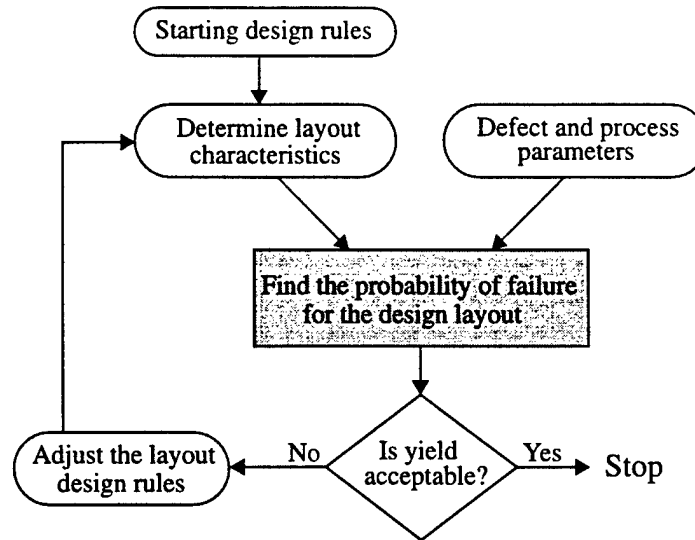 Starting design rules
Determine layout
characteristics
Defect and process
parameters
Find the probability of failure
for the design layout
Is yield
acceptable?
No
Yes
Stop
Adjust the layout
design rules